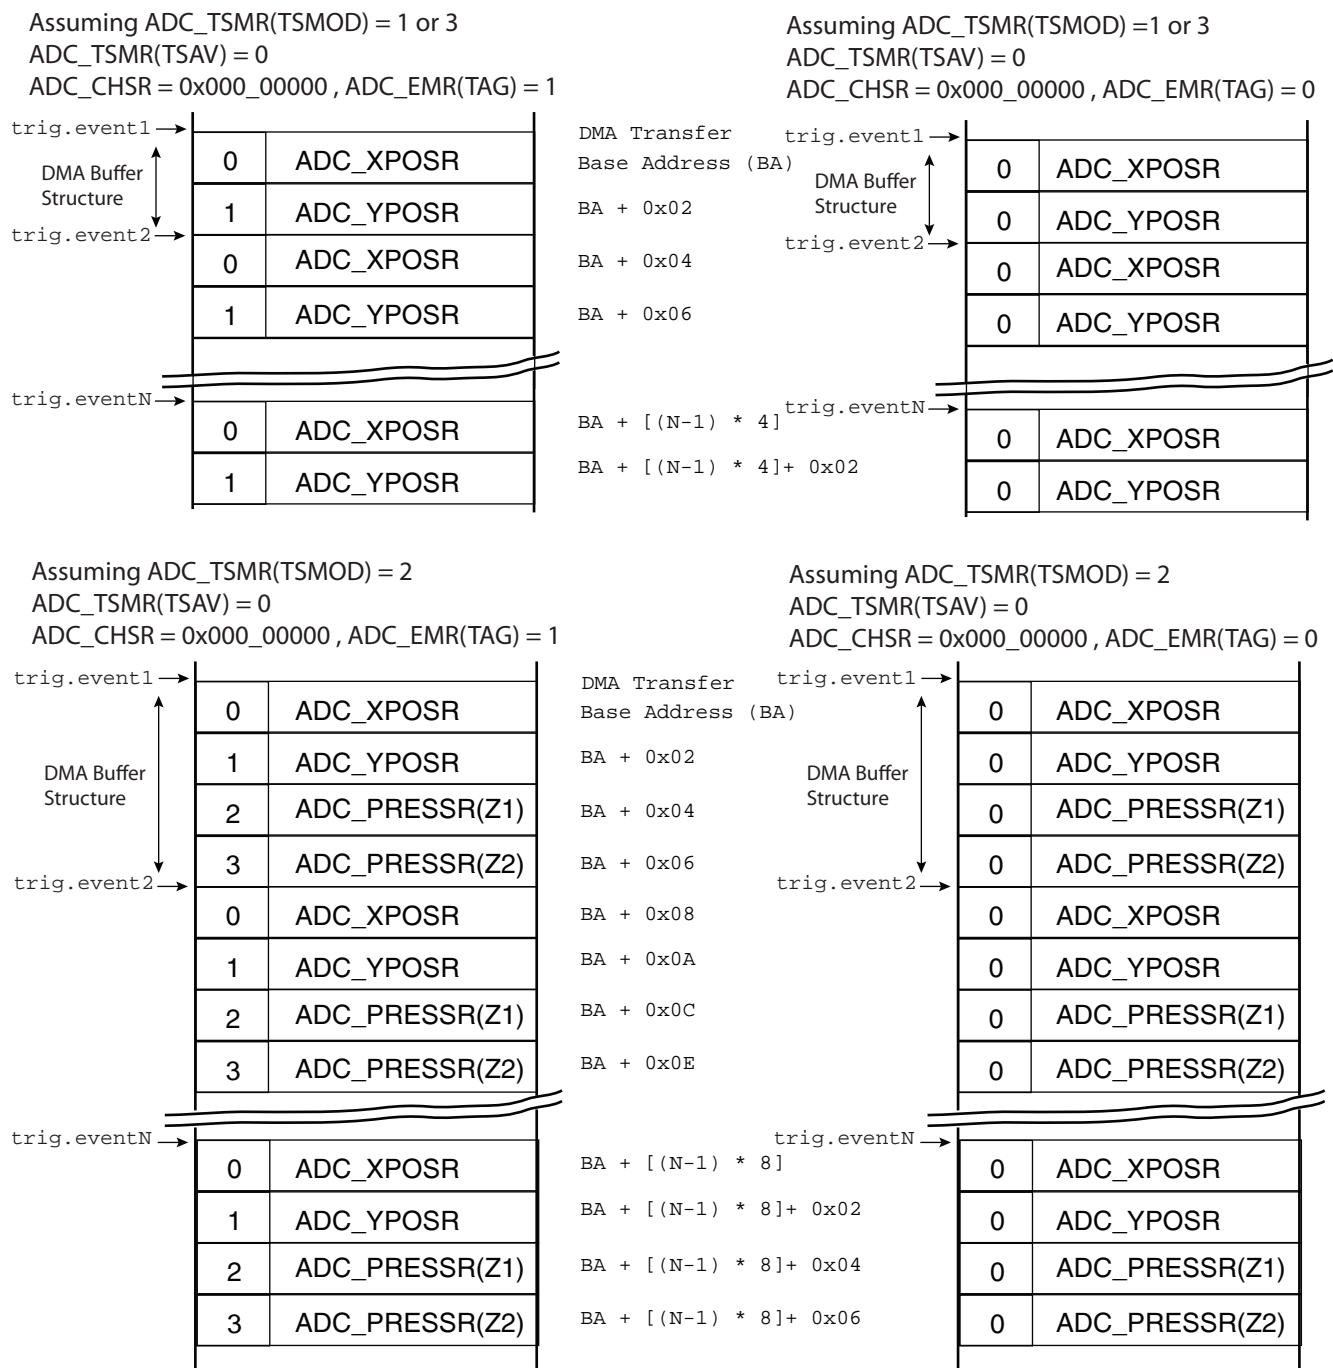 Assuming ADC_TSMR(TSMOD) = 1 or 3
ADC_TSMR(TSAV) = 0
ADC_CHSR = 0x000_00000 , ADC_EMR(TAG) = 1
trig.event1
DMA Buffer
Structure
trig.event2
0 ADC_XPOSR
1 ADC_YPOSR
0 ADC_XPOSR
1 ADC_YPOSR
trig.eventN
0 ADC_XPOSR
1 ADC_YPOSR
DMA Transfer
Base Address (BA)
BA + 0x02
BA + 0x04
BA + 0x06
BA + [(N-1) * 4]
BA + [(N-1) * 4]+ 0x02
Assuming ADC_TSMR(TSMOD) =1 or 3
ADC_TSMR(TSAV) = 0
ADC_CHSR = 0x000_00000 , ADC_EMR(TAG) = 0
trig.event1
DMA Buffer
Structure
trig.event2
0 ADC_XPOSR
0 ADC_YPOSR
0 ADC_XPOSR
0 ADC_YPOSR
trig.eventN
0 ADC_XPOSR
0 ADC_YPOSR
Assuming ADC_TSMR(TSMOD) = 2
ADC_TSMR(TSAV) = 0
ADC_CHSR = 0x000_00000 , ADC_EMR(TAG) = 1
trig.event1
DMA Buffer
Structure
trig.event2
0 ADC_XPOSR
1 ADC_YPOSR
2 ADC_PRESSR(Z1)
3 ADC_PRESSR(Z2)
0 ADC_XPOSR
1 ADC_YPOSR
2 ADC_PRESSR(Z1)
3 ADC_PRESSR(Z2)
trig.eventN
0 ADC_XPOSR
1 ADC_YPOSR
2 ADC_PRESSR(Z1)
3 ADC_PRESSR(Z2)
DMA Transfer
Base Address (BA)
BA + 0x02
BA + 0x04
BA + 0x06
BA + 0x08
BA + 0x0A
BA + 0x0C
BA + 0x0E
BA + [(N-1) * 8]
BA + [(N-1) * 8]+ 0x02
BA + [(N-1) * 8]+ 0x04
BA + [(N-1) * 8]+ 0x06
Assuming ADC_TSMR(TSMOD) = 2
ADC_TSMR(TSAV) = 0
ADC_CHSR = 0x000_00000 , ADC_EMR(TAG) = 0
trig.event1
DMA Buffer
Structure
trig.event2
0 ADC_XPOSR
0 ADC_YPOSR
0 ADC_PRESSR(Z1)
0 ADC_PRESSR(Z2)
0 ADC_XPOSR
0 ADC_YPOSR
0 ADC_PRESSR(Z1)
0 ADC_PRESSR(Z2)
trig.eventN
0 ADC_XPOSR
0 ADC_YPOSR
0 ADC_PRESSR(Z1)
0 ADC_PRESSR(Z2)